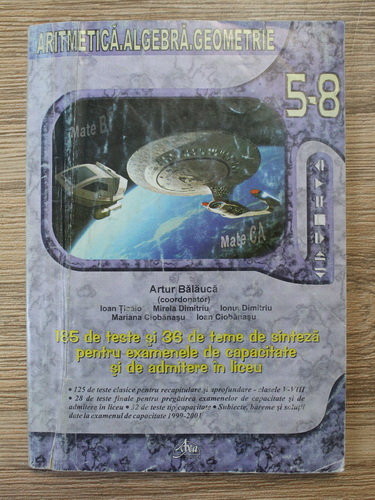 ARITMETICĂ.ALGEBRĂ.GEOMETRIE
5-8
Mate B
Mate CA
Artur Bălăucă
(coordonator)
Ioan Țicalo Mirela Dimitriu Ionuț Dimitriu
Mariana Ciobănașu Ioan Ciobănașu
185 de teste și 36 de teme de sinteză
pentru examenele de capacitate
și de admitere în liceu
• 125 de teste clasice pentru recapitulare și aprofundare - clasele V-VIII
• 28 de teste finale pentru pregătirea examenelor de capacitate și de
admitere în liceu • 32 de teste tip capacitate • Subiecte, bareme și soluții
date la examenul de capacitate 1999-2001